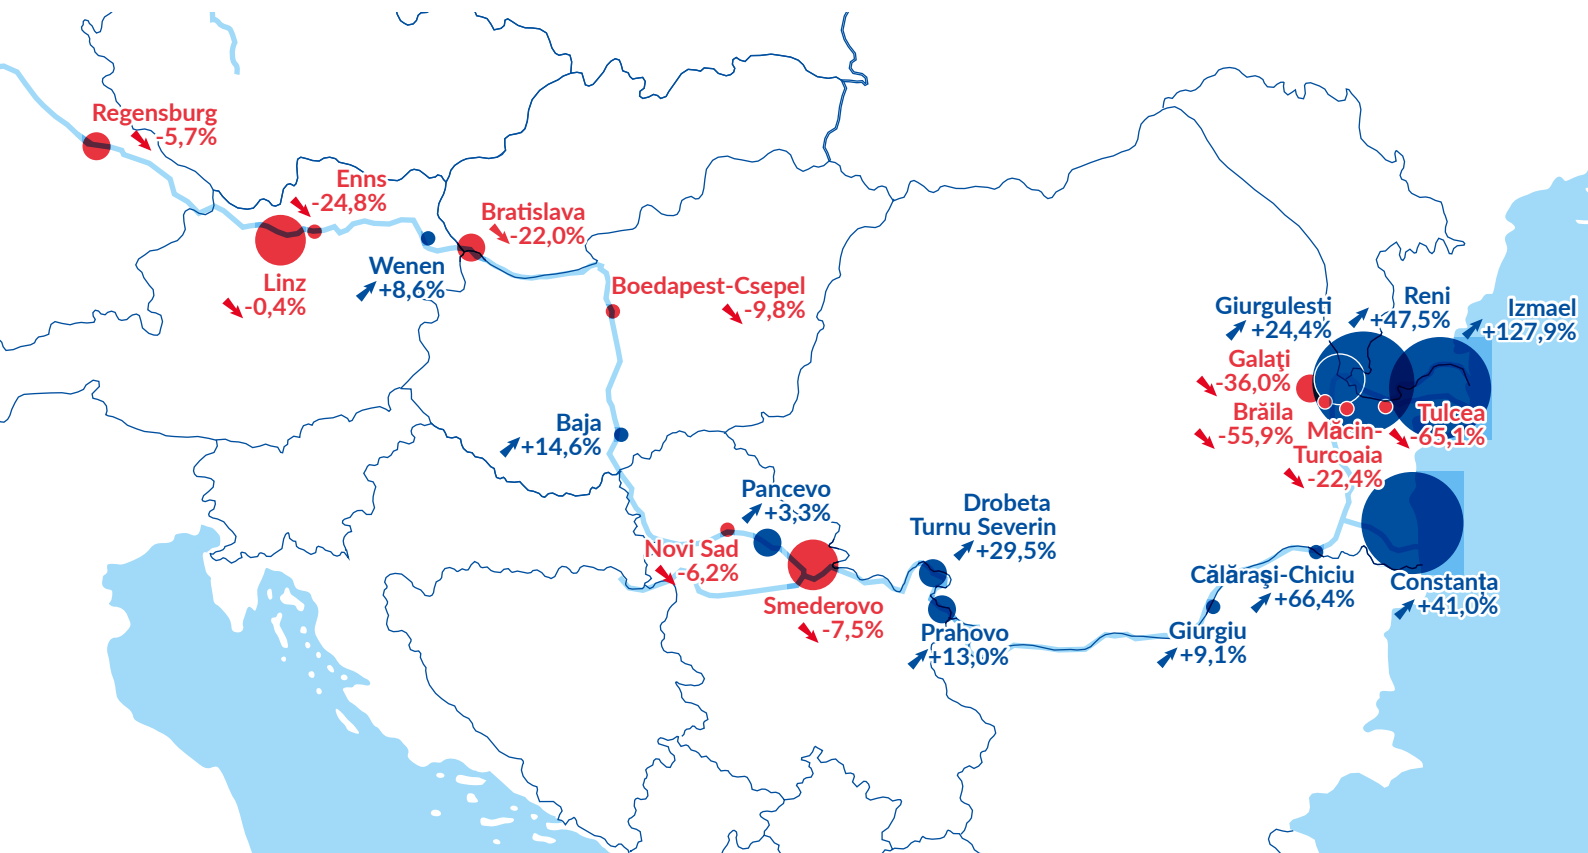 Regensburg
-5,7%
Enns
-24,8%
Linz
-0,4%
Wenen
+8,6%
Bratislava
-22,0%
Boedapest-Csepel
-9,8%
Baja
+14,6%
Novi Sad
-6,2%
Pancevo
+3,3%
Smederovo
-7,5%
Drobeta
Turnu Severin
+29,5%
Prahovo
+13,0%
Giurgiu
+9,1%
Călărași-Chiciu
+66,4%
Constanța
+41,0%
Giurgulesti
+24,4%
Reni
+47,5%
Izmael
+127,9%
Galaţi
-36,0%
Brăila
-55,9%
Măcin-
Turcoaia
-22,4%
Tulcea
-65,1%